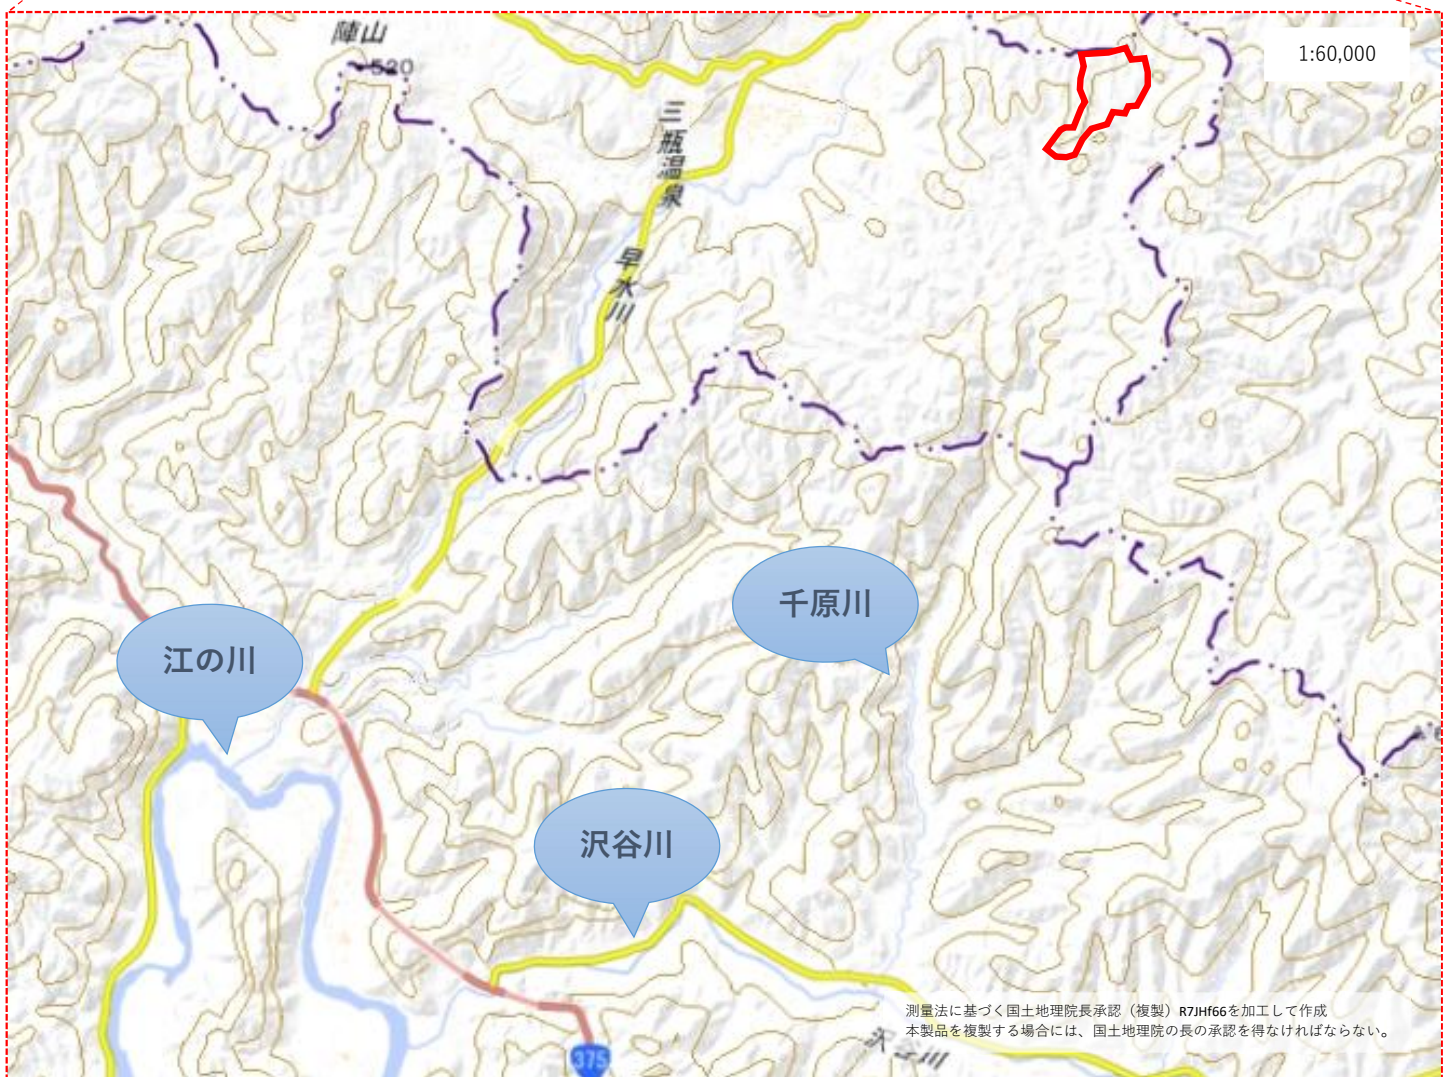 陣山
520
1:60,000
三瓶温泉
早水川
千原川
江の川
沢谷川
測量法に基づく国土地理院長承認（複製）R7JHf66を加工して作成
本製品を複製する場合には、国土地理院の長の承認を得なければならない。
沢谷川
375